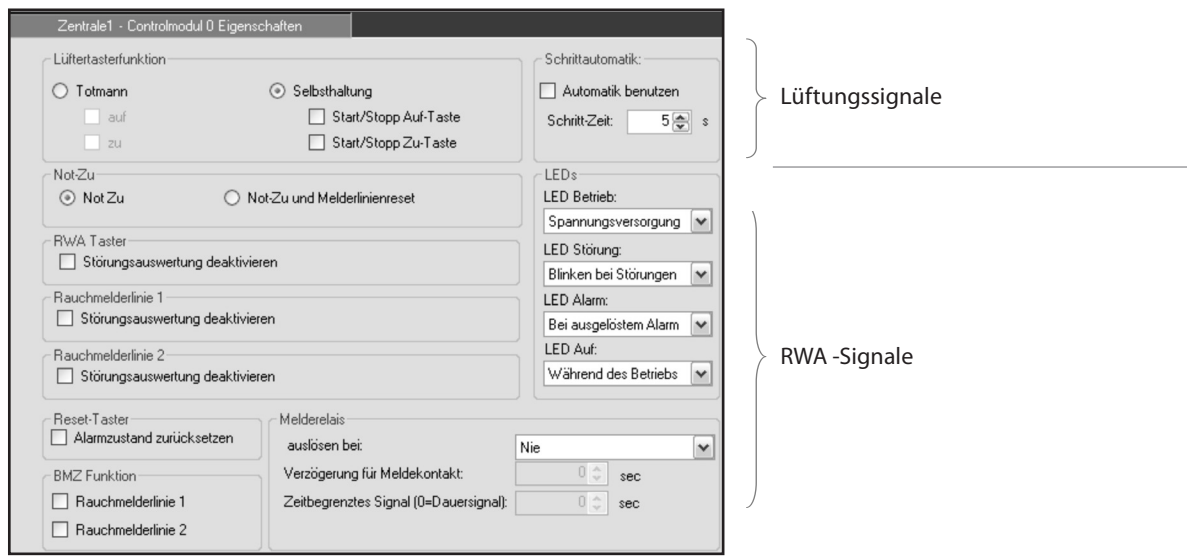 Zentrale1 - Controlmodul 0 Eigenschaften
Lüftertasterfunktion
Totmann
auf
zu
Selbsthaltung
Start/Stopp Auf-Taste
Start/Stopp Zu-Taste
Schrittautomatik:
Automatik benutzen
Schritt-Zeit: 5 s
Lüftungssignale
Not-Zu
Not Zu
Not-Zu und Melderlinienreset
RWA Taster
Störungsauswertung deaktivieren
Rauchmelderlinie 1
Störungsauswertung deaktivieren
Rauchmelderlinie 2
Störungsauswertung deaktivieren
LEDs
LED Betrieb:
Spannungsversorgung
LED Störung:
Blinken bei Störungen
LED Alarm:
Bei ausgelöstem Alarm
LED Auf:
Während des Betriebs
RWA -Signale
Reset-Taster
Alarmzustand zurücksetzen
BMZ Funktion
Rauchmelderlinie 1
Rauchmelderlinie 2
Melderelais
auslösen bei: Nie
Verzögerung für Meldekontakt: 0 sec
Zeitbegrenztes Signal (0=Dauersignal): 0 sec